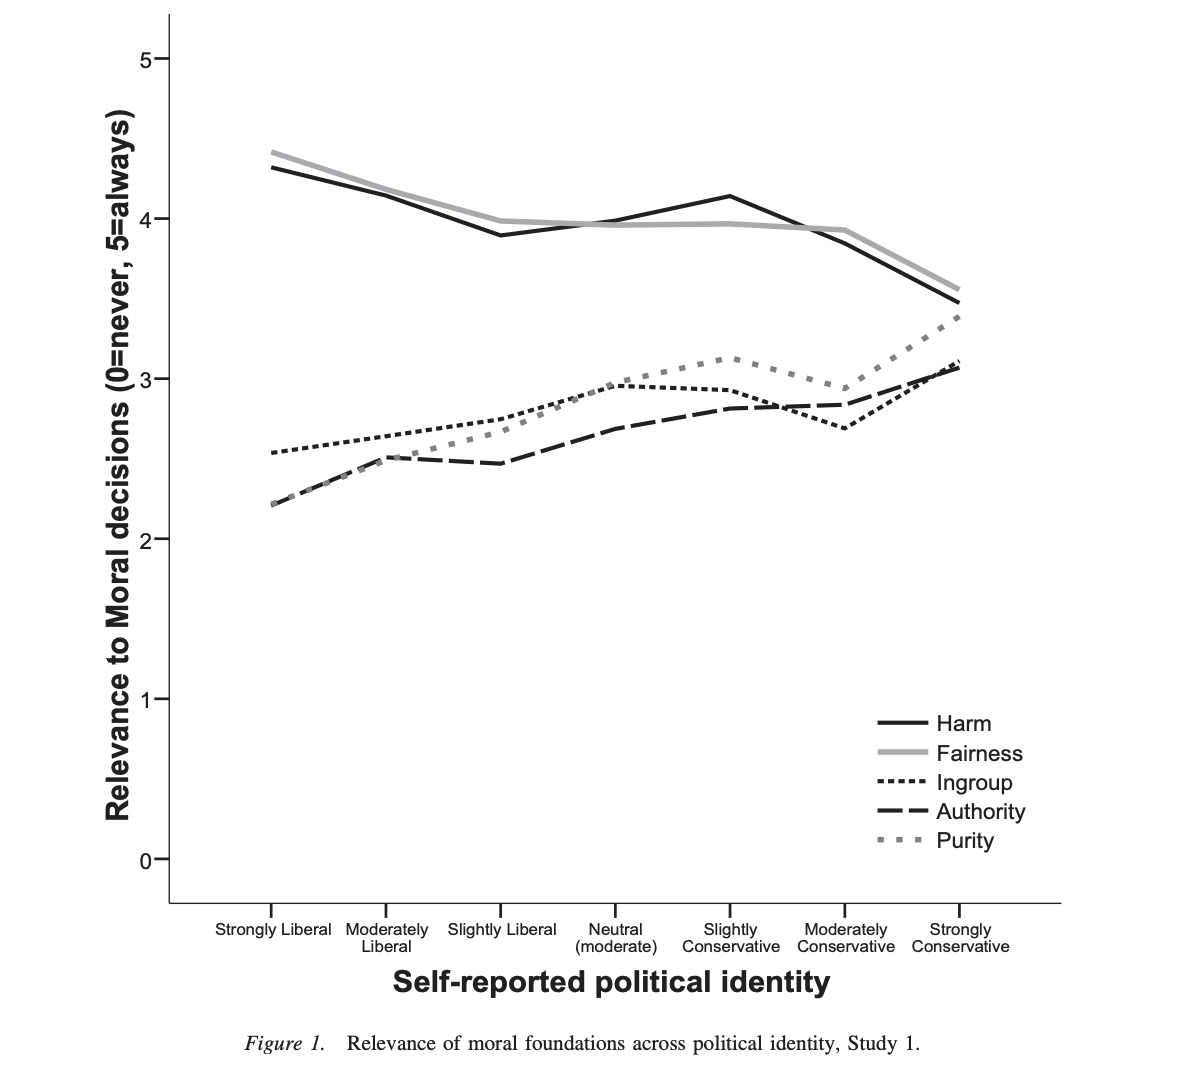 Relevance to Moral decisions (0=never, 5=always)
5
4
3
2
1
0
Harm
Fairness
Ingroup
Authority
Purity
Strongly Liberal
Moderately
Liberal
Slightly Liberal
Neutral
(moderate)
Slightly
Conservative
Moderately
Conservative
Strongly
Conservative
Self-reported political identity
Figure 1. Relevance of moral foundations across political identity, Study 1.